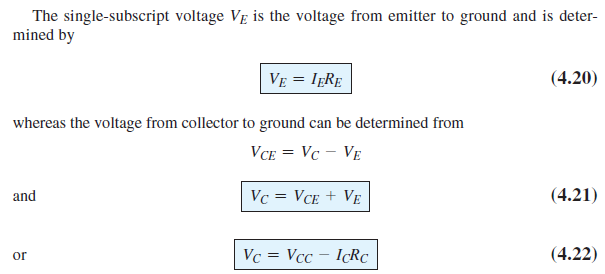 The single-subscript voltage V_E is the voltage from emitter to ground and is deter-
mined by
V_E = I_E R_E (4.20)
whereas the voltage from collector to ground can be determined from
V_CE = V_C − V_E
and V_C = V_CE + V_E (4.21)
or V_C = V_CC − I_C R_C (4.22)